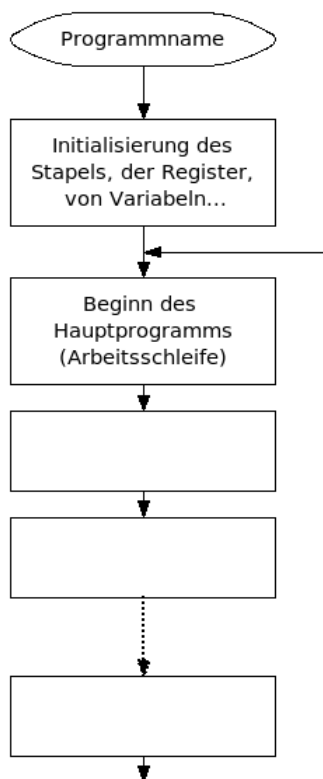 Programmname
Initialisierung des
Stapels, der Register,
von Variabeln...
Beginn des
Hauptprogramms
(Arbeitsschleife)